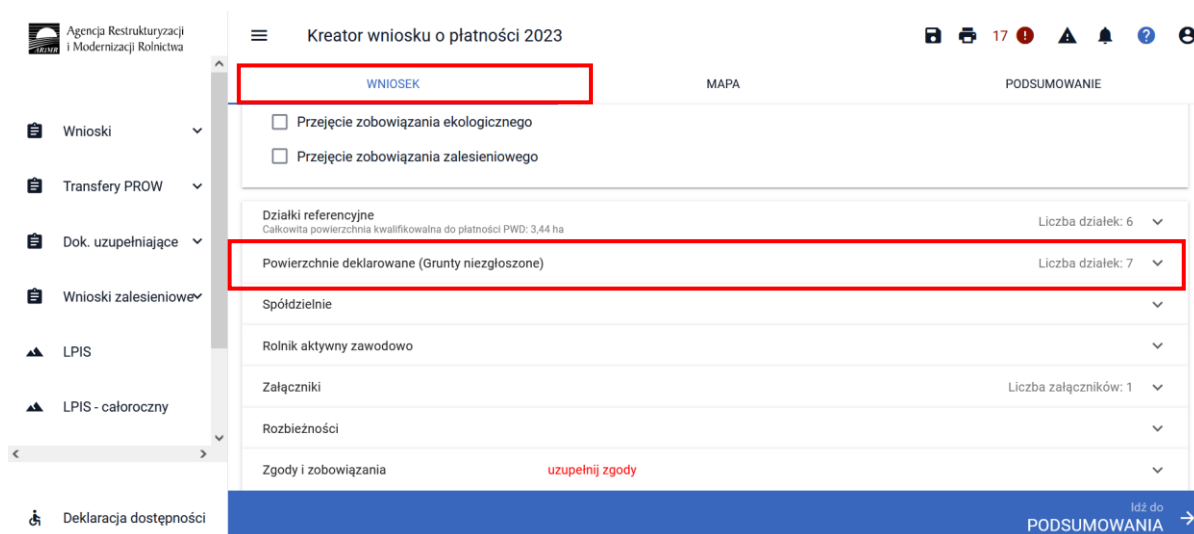 Agencja Restrukturyzacji
i Modernizacji Rolnictwa
ARiMR
Kreator wniosku o płatności 2023
17
WNIOSEK
MAPA
PODSUMOWANIE
Wnioski
Transfery PROW
Dok. uzupełniające
Wnioski zalesieniowe
LPIS
LPIS - całoroczny
Deklaracja dostępności
Przejęcie zobowiązania ekologicznego
Przejęcie zobowiązania zalesieniowego
Działki referencyjne
Całkowita powierzchnia kwalifikowalna do płatności PWD: 3,44 ha
Liczba działek: 6
Powierzchnie deklarowane (Grunty niezgłoszone)
Liczba działek: 7
Spółdzielnie
Rolnik aktywny zawodowo
Załączniki
Liczba załączników: 1
Rozbieżności
Zgody i zobowiązania
uzupełnij zgody
Idź do
PODSUMOWANIA